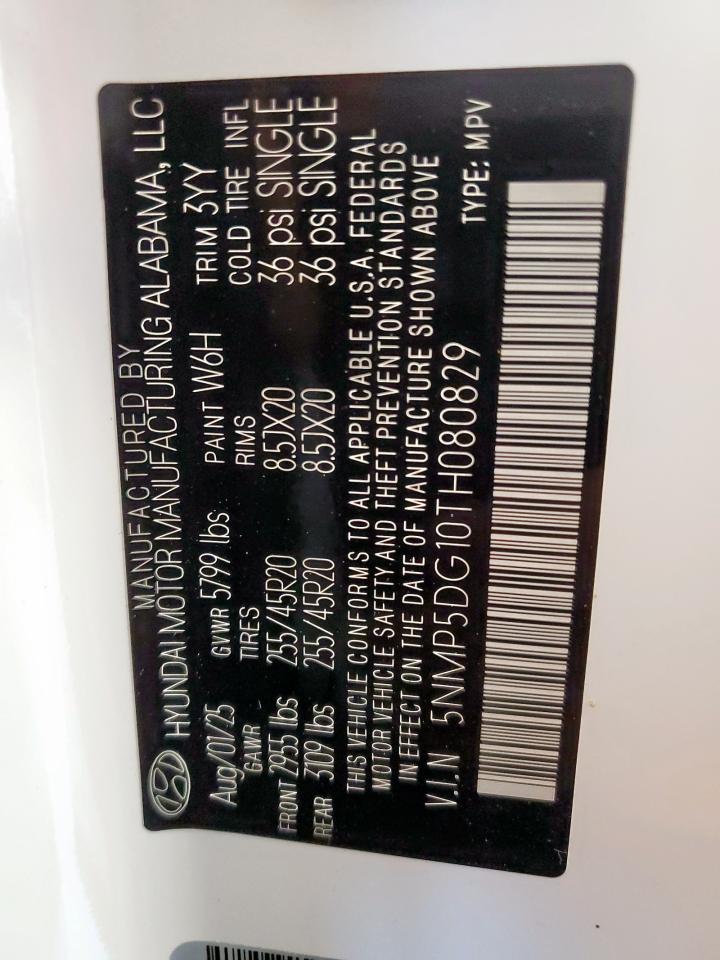 MANUFACTURED BY
HYUNDAI MOTOR MANUFACTURING ALABAMA, LLC
Aug/01/25 GVWR 5799 lbs PAINT W6H TRIM 3YY
GAWR TIRES RIMS COLD TIRE INFL
FRONT 2955 lbs 255/45R20 8.5JX20 36 psi SINGLE
REAR 3109 lbs 255/45R20 8.5JX20 36 psi SINGLE
THIS VEHICLE CONFORMS TO ALL APPLICABLE U.S.A. FEDERAL
MOTOR VEHICLE SAFETY AND THEFT PREVENTION STANDARDS
IN EFFECT ON THE DATE OF MANUFACTURE SHOWN ABOVE
V.I.N 5NMP5DG10TH080829 TYPE: MPV